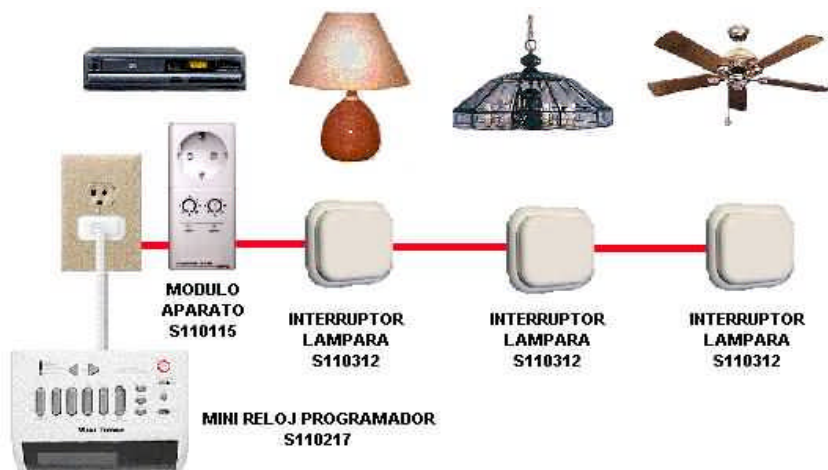 MODULO
APARATO
S110115
INTERRUPTOR
LAMPARA
S110312
INTERRUPTOR
LAMPARA
S110312
INTERRUPTOR
LAMPARA
S110312
MINI RELOJ PROGRAMADOR
S110217